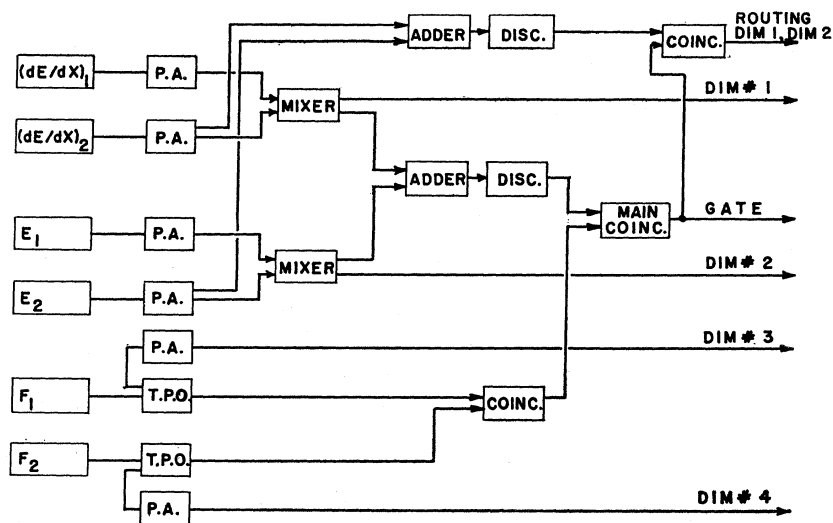 ADDER
DISC.
COINC.
ROUTING
DIM 1, DIM 2
(dE/dX)1
P.A.
MIXER
DIM # 1
(dE/dX)2
P.A.
ADDER
DISC.
MAIN
COINC.
GATE
E1
P.A.
MIXER
DIM # 2
E2
P.A.
P.A.
DIM # 3
F1
T.P.O.
COINC.
F2
T.P.O.
P.A.
DIM # 4